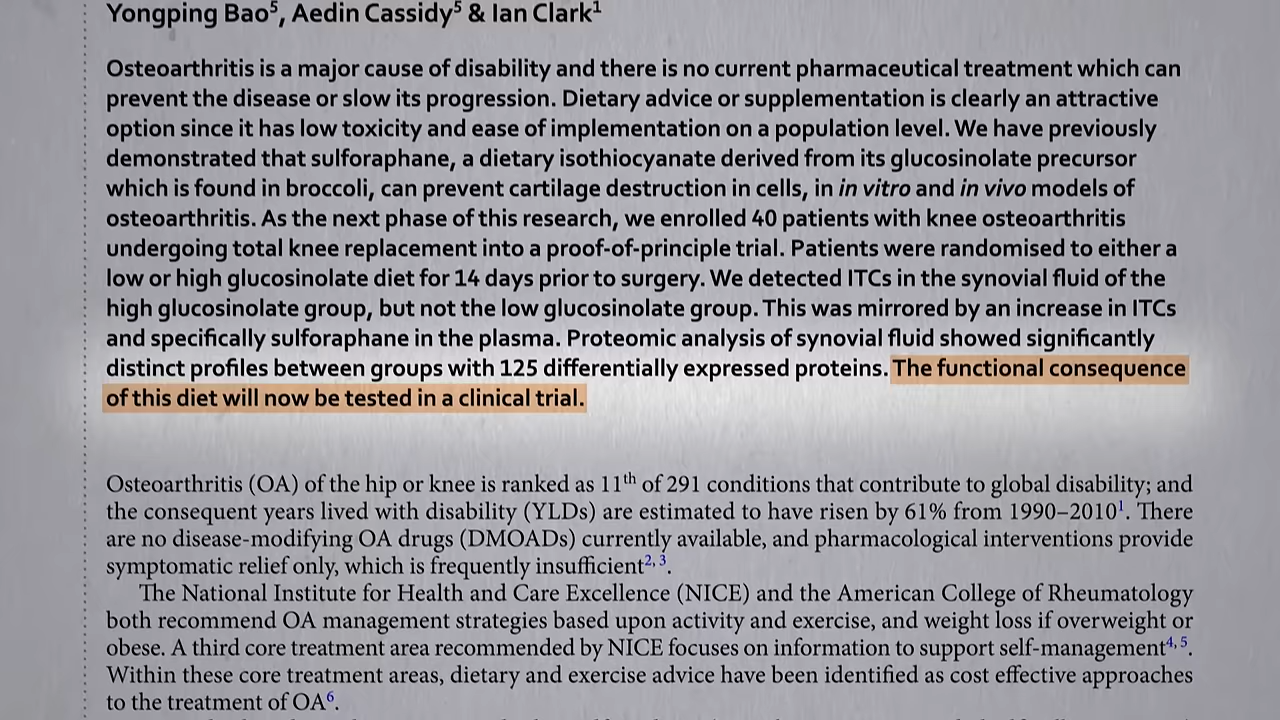 Yongping Bao⁵, Aedin Cassidy⁵ & Ian Clark¹
Osteoarthritis is a major cause of disability and there is no current pharmaceutical treatment which can
prevent the disease or slow its progression. Dietary advice or supplementation is clearly an attractive
option since it has low toxicity and ease of implementation on a population level. We have previously
demonstrated that sulforaphane, a dietary isothiocyanate derived from its glucosinolate precursor
which is found in broccoli, can prevent cartilage destruction in cells, in in vitro and in vivo models of
osteoarthritis. As the next phase of this research, we enrolled 40 patients with knee osteoarthritis
undergoing total knee replacement into a proof-of-principle trial. Patients were randomised to either a
low or high glucosinolate diet for 14 days prior to surgery. We detected ITCs in the synovial fluid of the
high glucosinolate group, but not the low glucosinolate group. This was mirrored by an increase in ITCs
and specifically sulforaphane in the plasma. Proteomic analysis of synovial fluid showed significantly
distinct profiles between groups with 125 differentially expressed proteins. The functional consequence
of this diet will now be tested in a clinical trial.
Osteoarthritis (OA) of the hip or knee is ranked as 11ᵗʰ of 291 conditions that contribute to global disability; and
the consequent years lived with disability (YLDs) are estimated to have risen by 61% from 1990–2010¹. There
are no disease-modifying OA drugs (DMOADs) currently available, and pharmacological interventions provide
symptomatic relief only, which is frequently insufficient²,³.
The National Institute for Health and Care Excellence (NICE) and the American College of Rheumatology
both recommend OA management strategies based upon activity and exercise, and weight loss if overweight or
obese. A third core treatment area recommended by NICE focuses on information to support self-management⁴,⁵.
Within these core treatment areas, dietary and exercise advice have been identified as cost effective approaches
to the treatment of OA⁶.